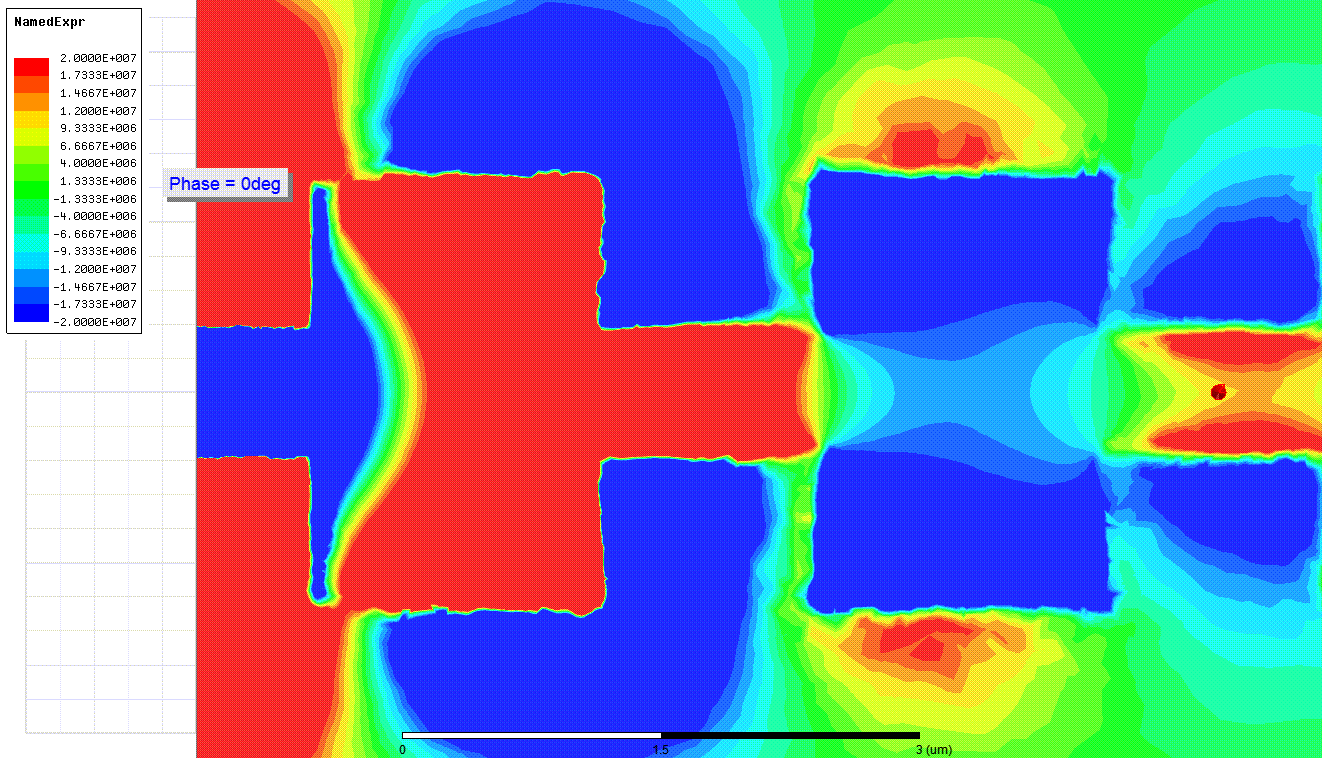 NamedExpr
2.0000E+007
1.7333E+007
1.4667E+007
1.2000E+007
9.3333E+006
6.6667E+006
4.0000E+006
1.3333E+006
-1.3333E+006
-4.0000E+006
-6.6667E+006
-9.3333E+006
-1.2000E+007
-1.4667E+007
-1.7333E+007
-2.0000E+007
Phase = 0deg
0 1.5 3 (um)